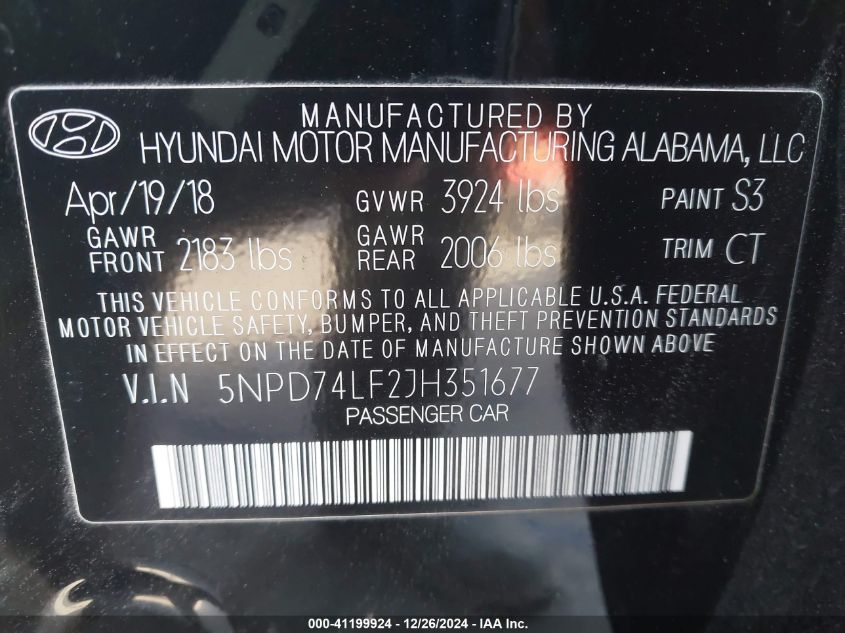 MANUFACTURED BY
HYUNDAI MOTOR MANUFACTURING ALABAMA, LLC
Apr/19/18 GVWR 3924 lbs PAINT S3
GAWR FRONT 2183 lbs GAWR REAR 2006 lbs TRIM CT
THIS VEHICLE CONFORMS TO ALL APPLICABLE U.S.A. FEDERAL
MOTOR VEHICLE SAFETY, BUMPER, AND THEFT PREVENTION STANDARDS
IN EFFECT ON THE DATE OF MANUFACTURE SHOWN ABOVE
V.I.N 5NPD74LF2JH351677
PASSENGER CAR
000-41199924 - 12/26/2024 - IAA Inc.